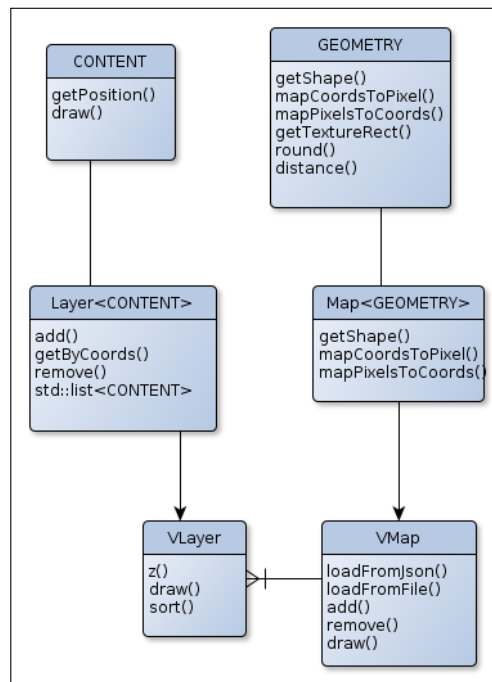 CONTENT
getPosition()
draw()
GEOMETRY
getShape()
mapCoordsToPixel()
mapPixelsToCoords()
getTextureRect()
round()
distance()
Layer<CONTENT>
add()
getByCoords()
remove()
std::list<CONTENT>
Map<GEOMETRY>
getShape()
mapCoordsToPixel()
mapPixelsToCoords()
VLayer
z()
draw()
sort()
VMap
loadFromJson()
loadFromFile()
add()
remove()
draw()